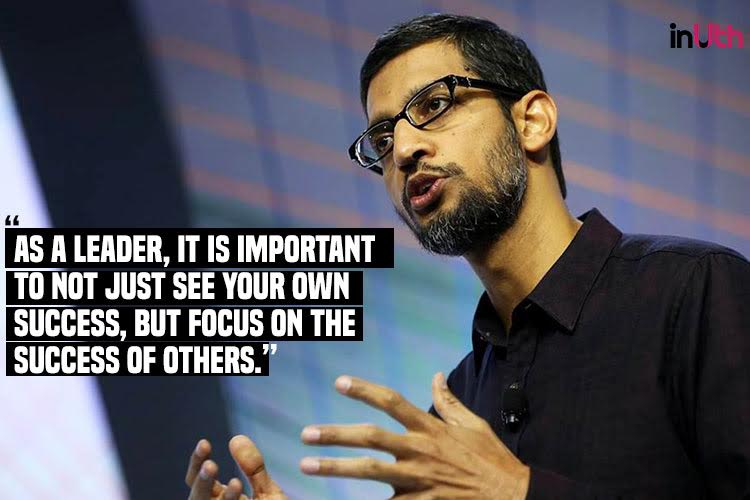 inUth
“
AS A LEADER, IT IS IMPORTANT
TO NOT JUST SEE YOUR OWN
SUCCESS, BUT FOCUS ON THE
SUCCESS OF OTHERS.”